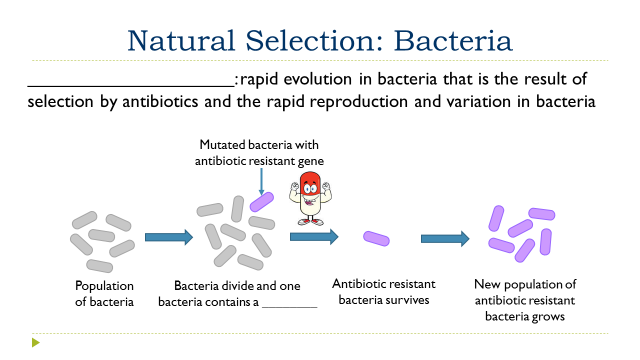 Natural Selection: Bacteria
_______________________: rapid evolution in bacteria that is the result of
selection by antibiotics and the rapid reproduction and variation in bacteria
Mutated bacteria with
antibiotic resistant gene
Population
of bacteria
Bacteria divide and one
bacteria contains a ________
Antibiotic resistant
bacteria survives
New population of
antibiotic resistant
bacteria grows